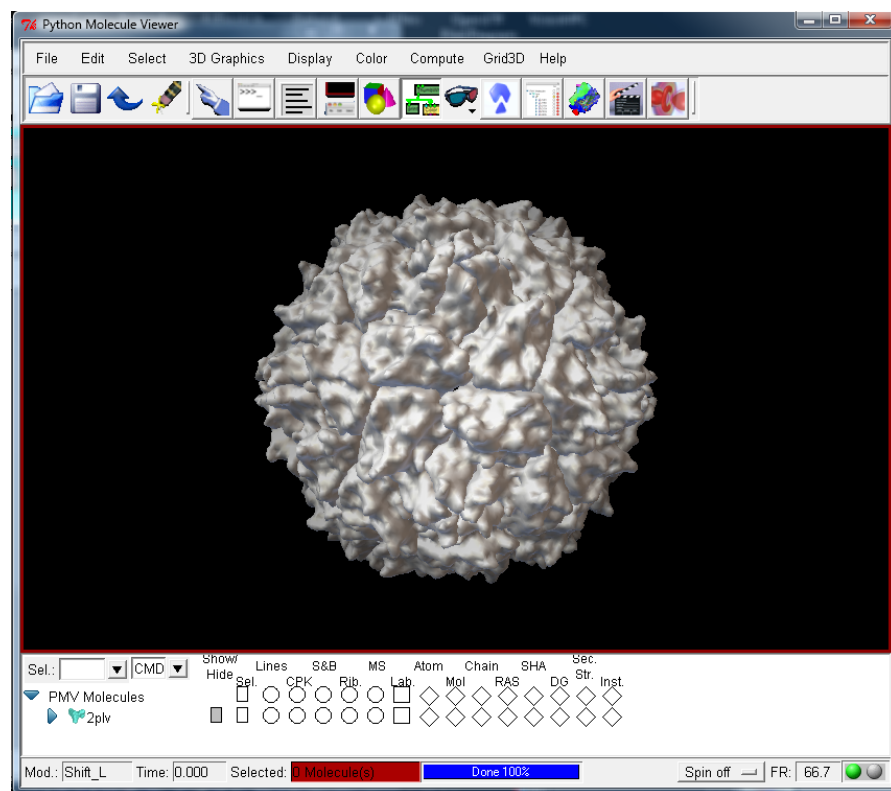 Python Molecule Viewer
File Edit Select 3D Graphics Display Color Compute Grid3D Help
>>>_
Sel.: CMD Show/ Hide Sel. Lines CPK S&B Rib. MS Lab. Atom Mol Chain RAS SHA DG Sec. Str. Inst.
PMV Molecules
2plv
Mod.: Shift_L Time: 0.000 Selected: 0 Molecule(s) Done 100% Spin off FR: 66.7